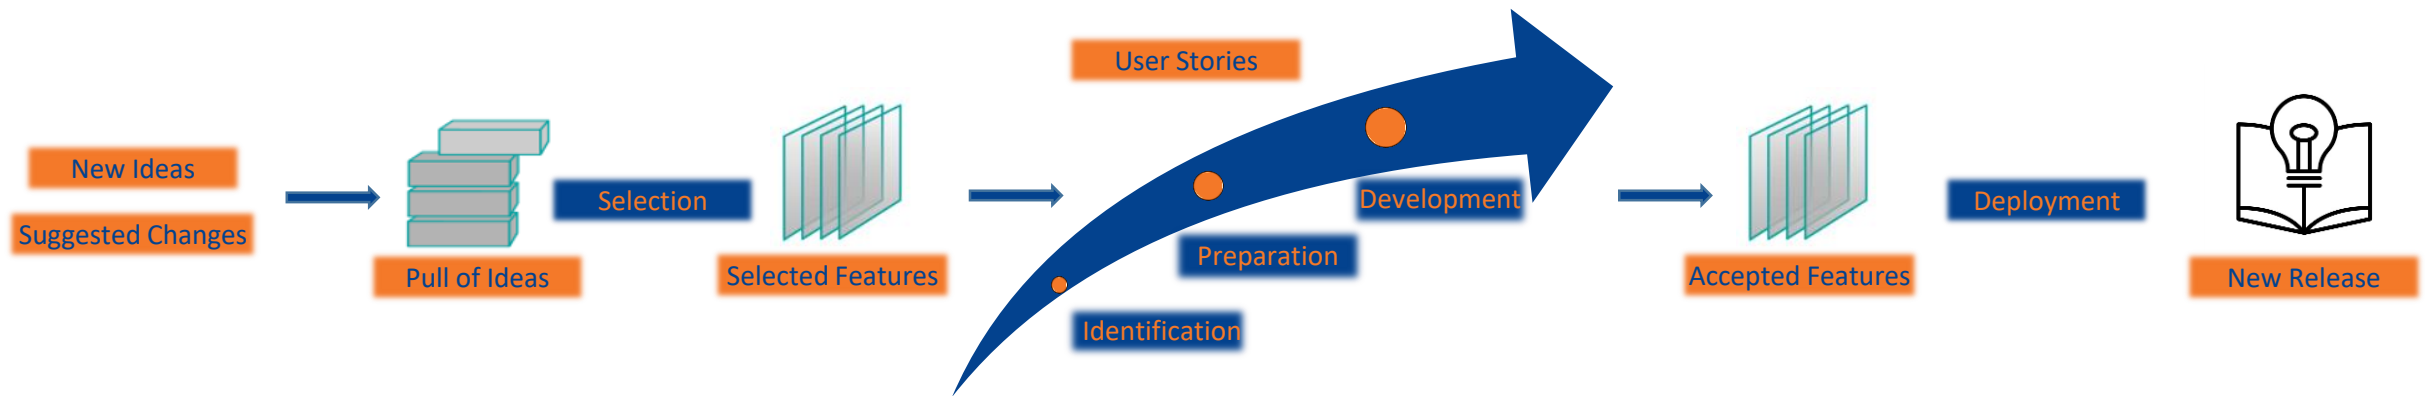 New Ideas
Suggested Changes
Pull of Ideas
Selection
Selected Features
User Stories
Identification
Preparation
Development
Accepted Features
Deployment
New Release